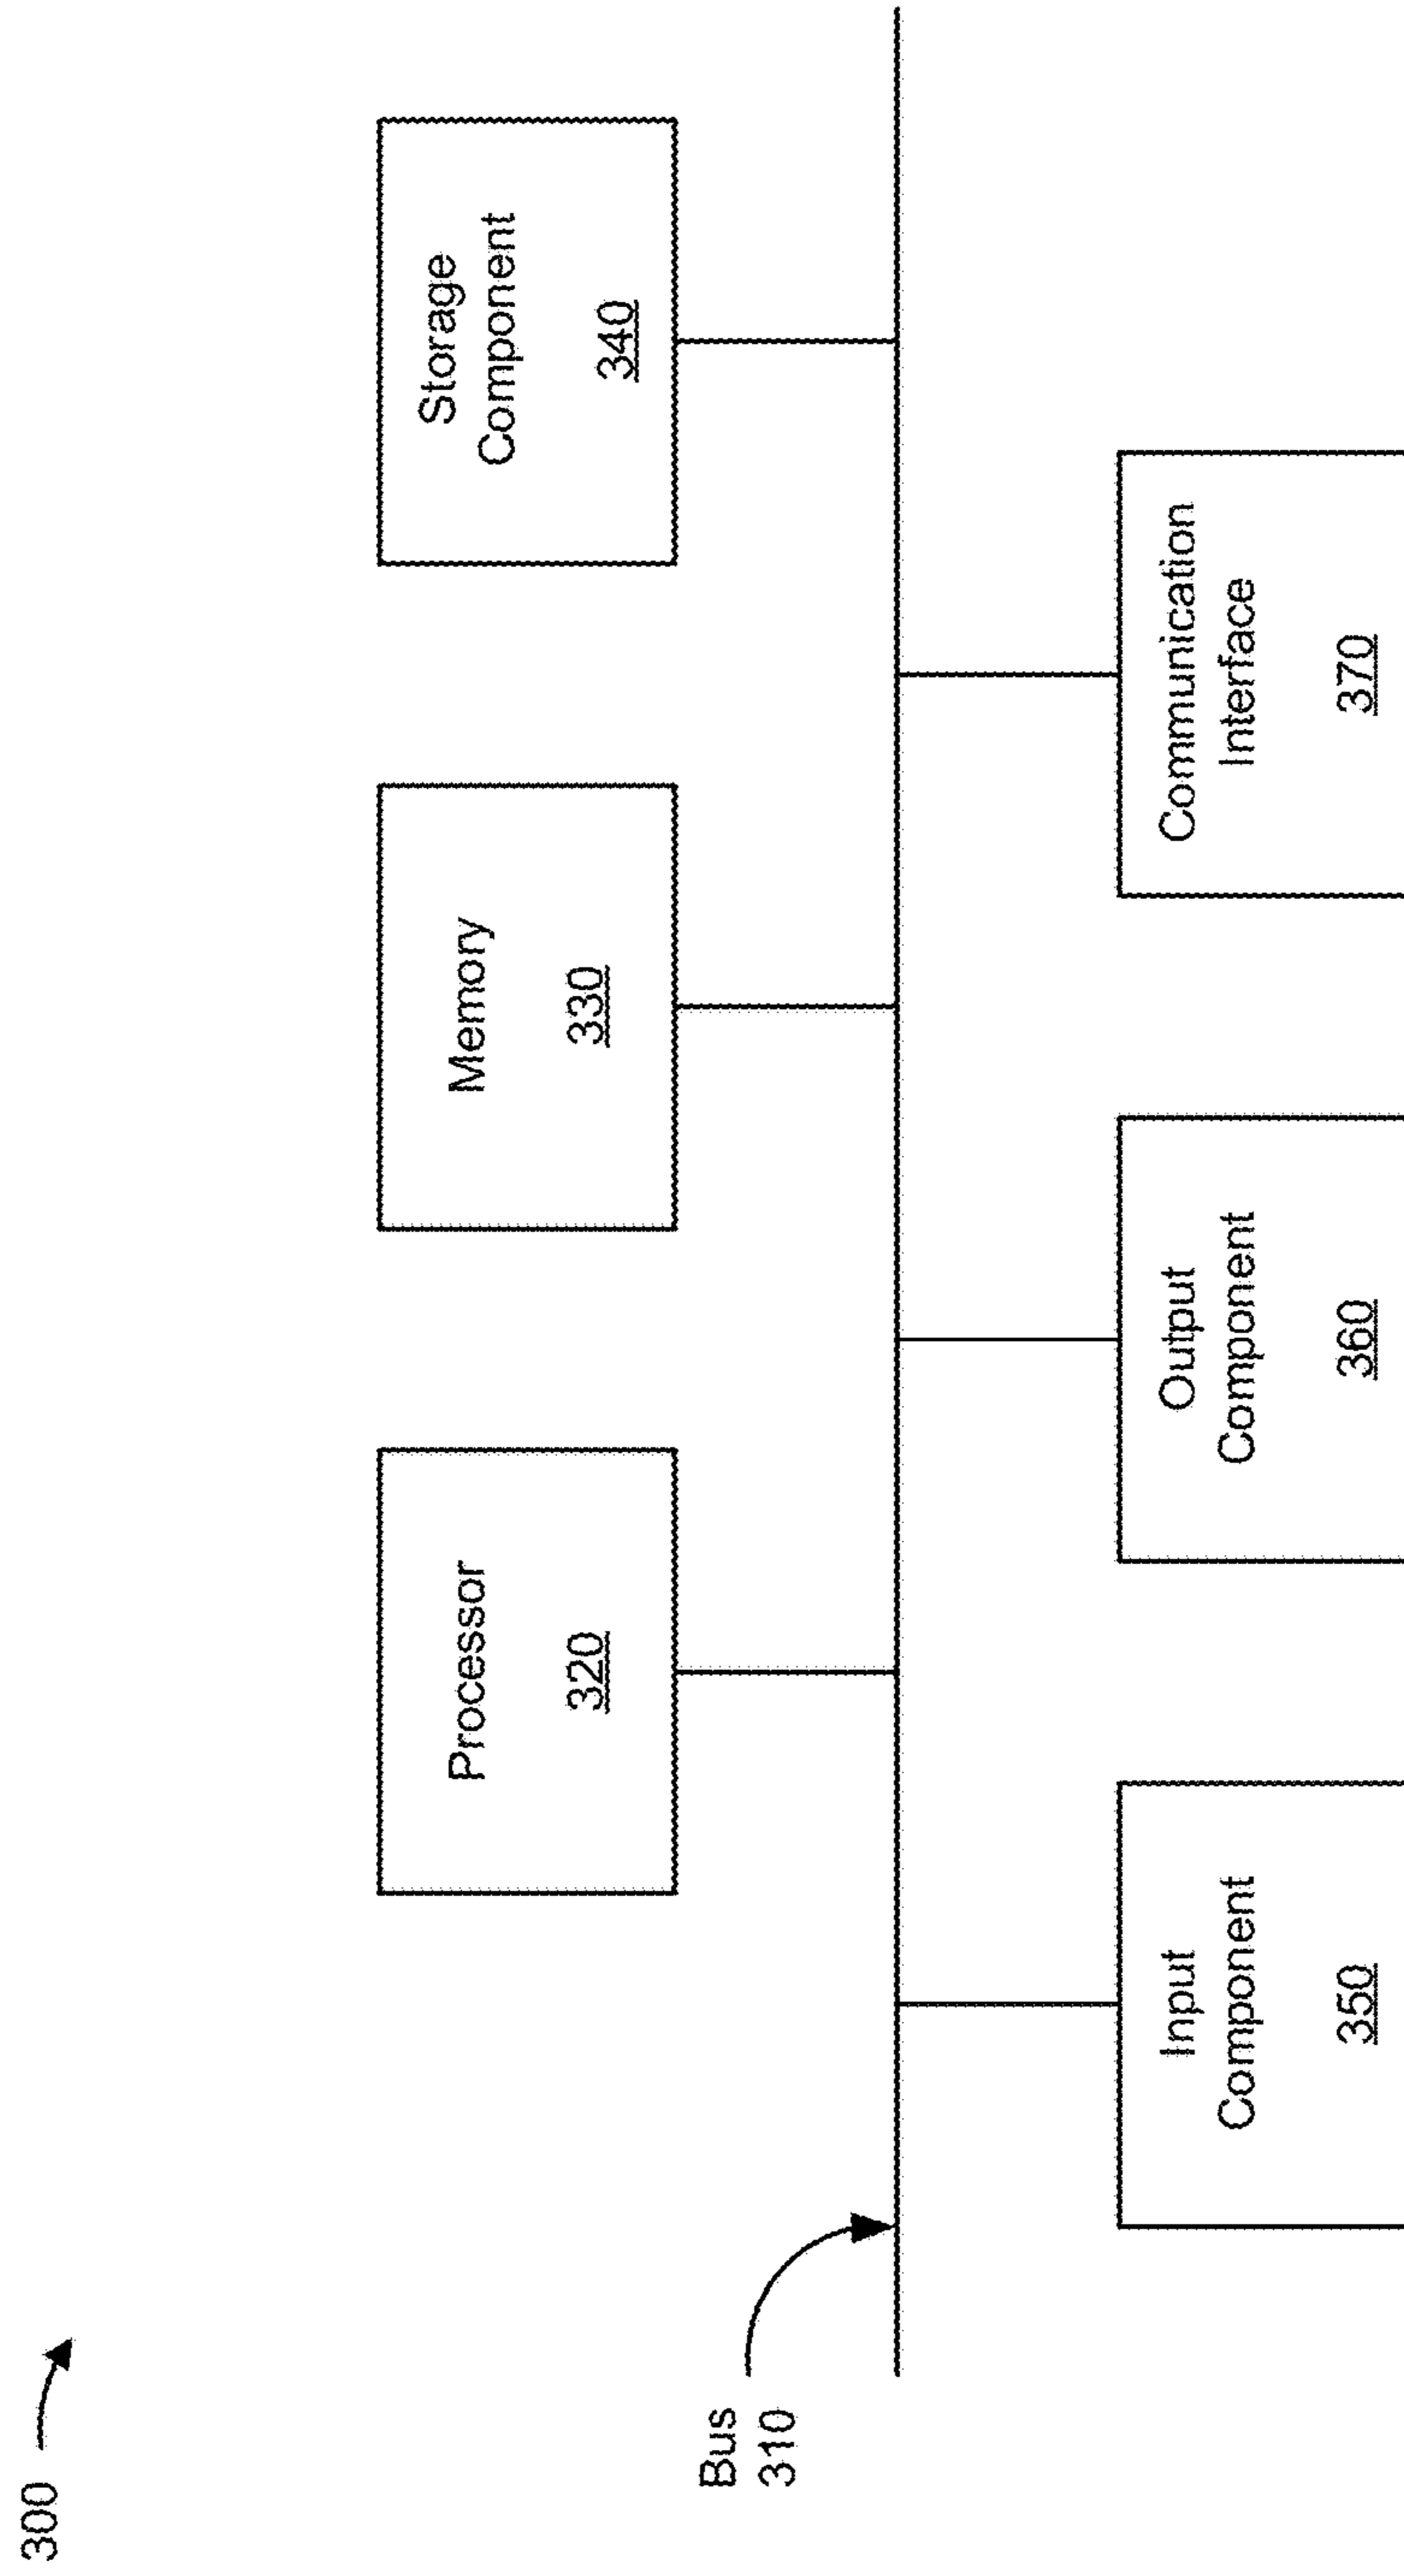 300
Processor
320
Memory
330
Storage
Component
340
Bus
310
Input
Component
350
Output
Component
360
Communication
Interface
370